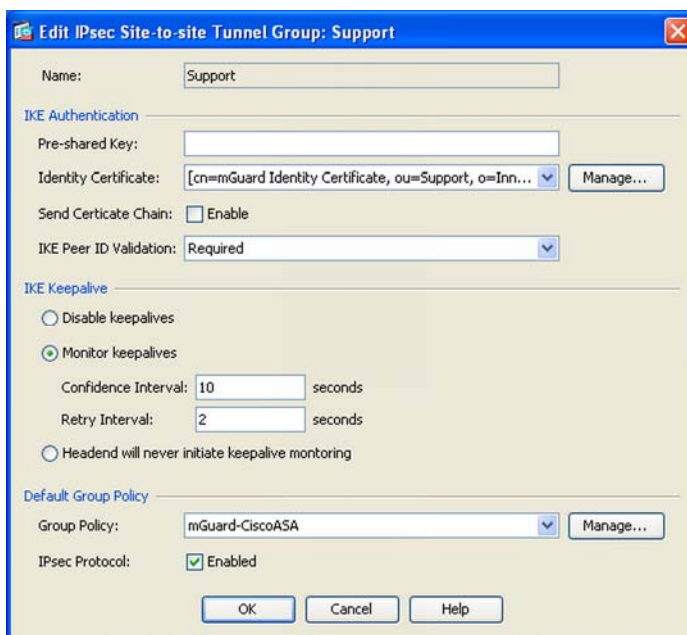 Edit IPsec Site-to-site Tunnel Group: Support
Name: Support
IKE Authentication
Pre-shared Key:
Identity Certificate: [cn=mGuard Identity Certificate, ou=Support, o=Inn... Manage...
Send Certicate Chain: Enable
IKE Peer ID Validation: Required
IKE Keepalive
Disable keepalives
Monitor keepalives
Confidence Interval: 10 seconds
Retry Interval: 2 seconds
Headend will never initiate keepalive montoring
Default Group Policy
Group Policy: mGuard-CiscoASA Manage...
IPsec Protocol: Enabled
OK Cancel Help